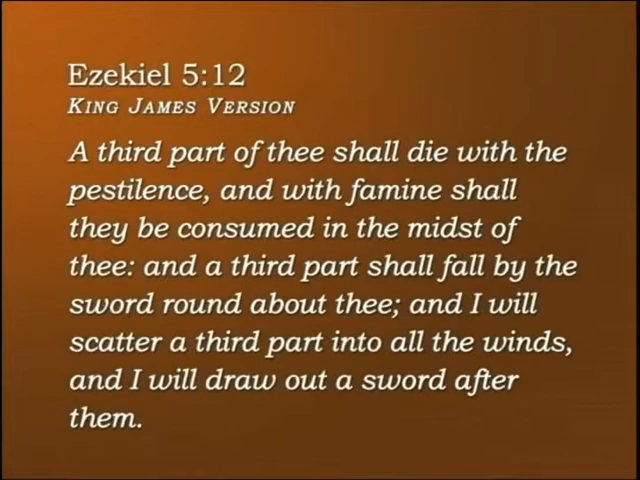 Ezekiel 5:12
King James Version
A third part of thee shall die with the
pestilence, and with famine shall
they be consumed in the midst of
thee: and a third part shall fall by the
sword round about thee; and I will
scatter a third part into all the winds,
and I will draw out a sword after
them.